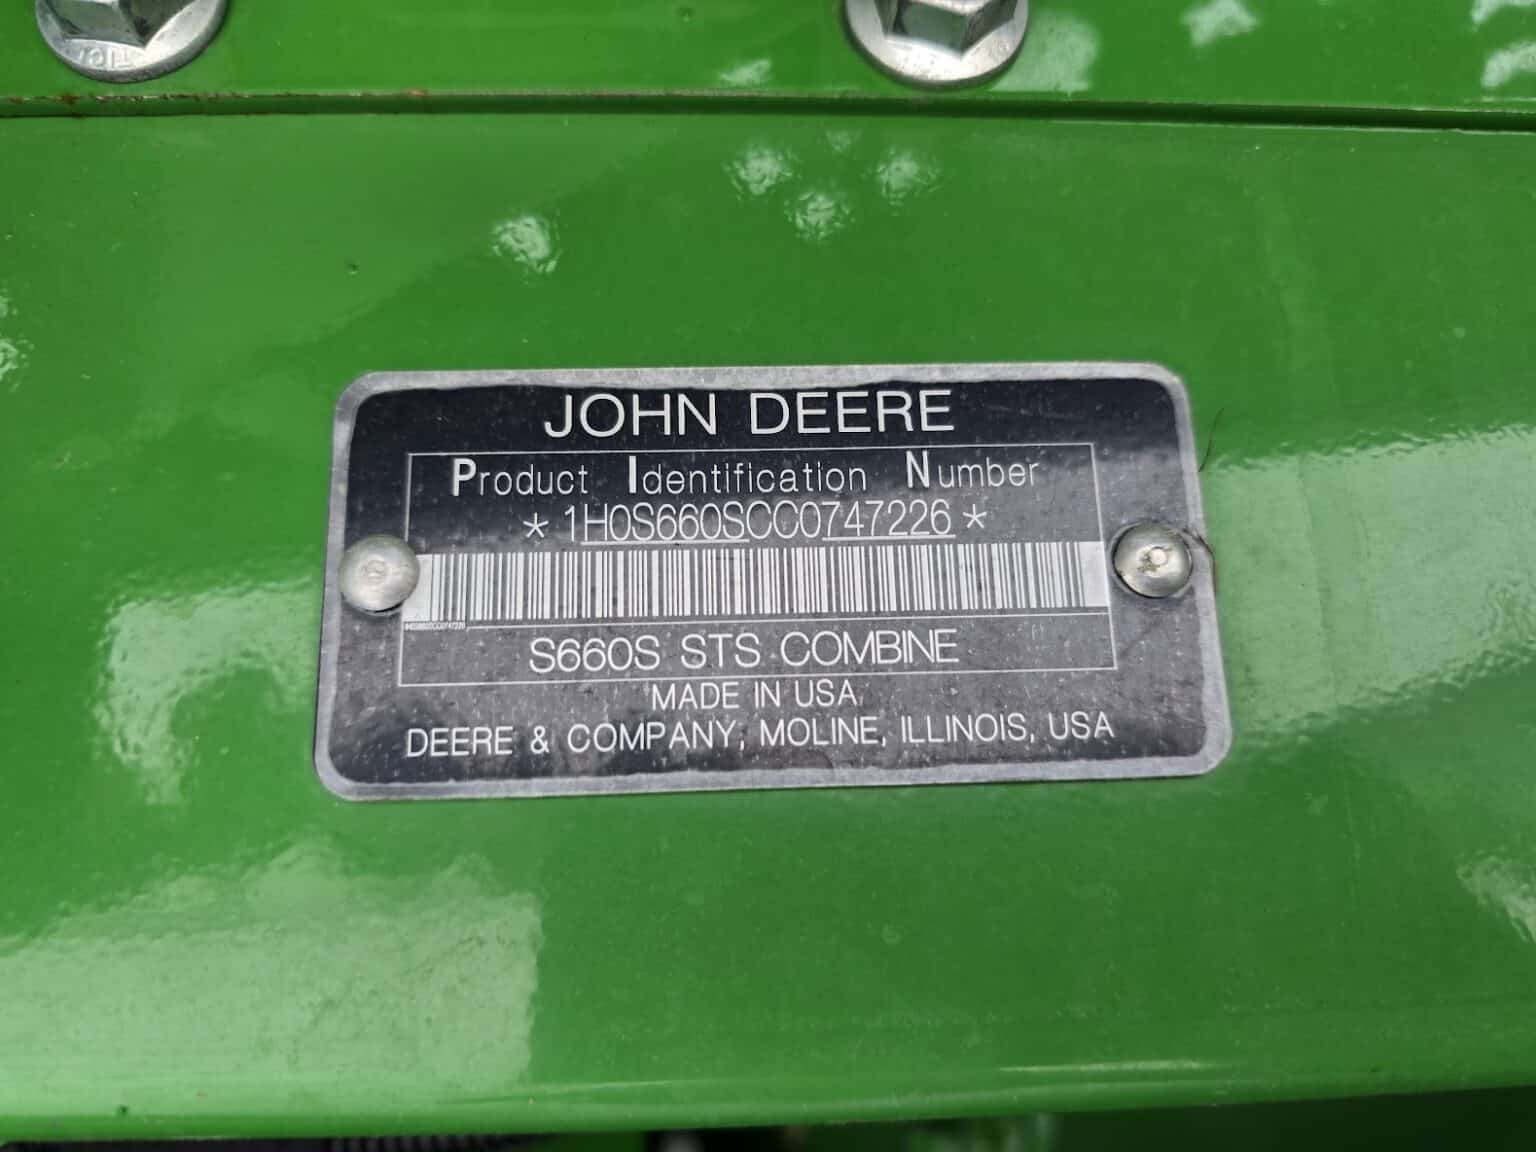 JOHN DEERE
Product Identification Number
*1H0S660SCC0747226*
S660S STS COMBINE
MADE IN USA
DEERE & COMPANY, MOLINE, ILLINOIS, USA